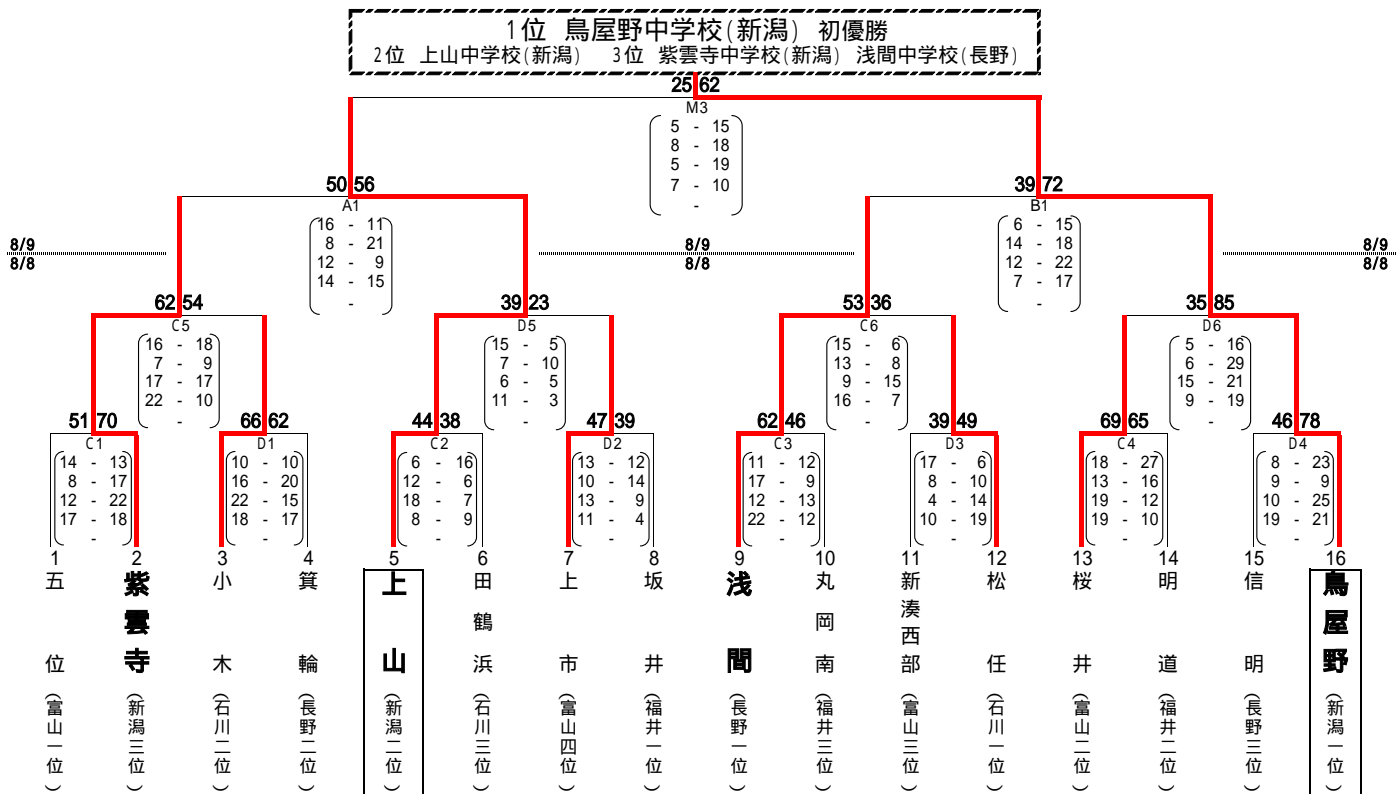 1位 鳥屋野中学校(新潟) 初優勝
2位 上山中学校(新潟) 3位 紫雲寺中学校(新潟) 浅間中学校(長野)
25 62
M3
5 - 15
8 - 18
5 - 19
7 - 10
-
50 56
A1
16 - 11
8 - 21
12 - 9
14 - 15
-
39 72
B1
6 - 15
14 - 18
12 - 22
7 - 17
-
8/9 8/9 8/9
8/8 8/8 8/8
62 54
C5
16 - 18
7 - 9
17 - 17
22 - 10
-
39 23
D5
15 - 5
7 - 10
6 - 5
11 - 3
-
53 36
C6
15 - 6
13 - 8
9 - 15
16 - 7
-
35 85
D6
5 - 16
6 - 29
15 - 21
9 - 19
-
51 70
C1
14 - 13
8 - 17
12 - 22
17 - 18
-
66 62
D1
10 - 10
16 - 20
22 - 15
18 - 17
-
44 38
C2
6 - 16
12 - 6
18 - 7
8 - 9
-
47 39
D2
13 - 12
10 - 14
13 - 9
11 - 4
-
62 46
C3
11 - 12
17 - 9
12 - 13
22 - 12
-
39 49
D3
17 - 6
8 - 10
4 - 14
10 - 19
-
69 65
C4
18 - 27
13 - 16
19 - 12
19 - 10
-
46 78
D4
8 - 23
9 - 9
10 - 25
19 - 21
-
1 2 3 4 5 6 7 8 9 10 11 12 13 14 15 16
五位(富山一位)
紫雲寺(新潟三位)
小木(石川二位)
箕輪(長野二位)
上山(新潟二位)
田鶴浜(石川三位)
上市(富山四位)
坂井(福井一位)
浅間(長野一位)
丸岡南(福井三位)
新湊西部(富山三位)
松任(石川一位)
桜井(富山二位)
明道(福井二位)
信明(長野三位)
鳥屋野(新潟一位)